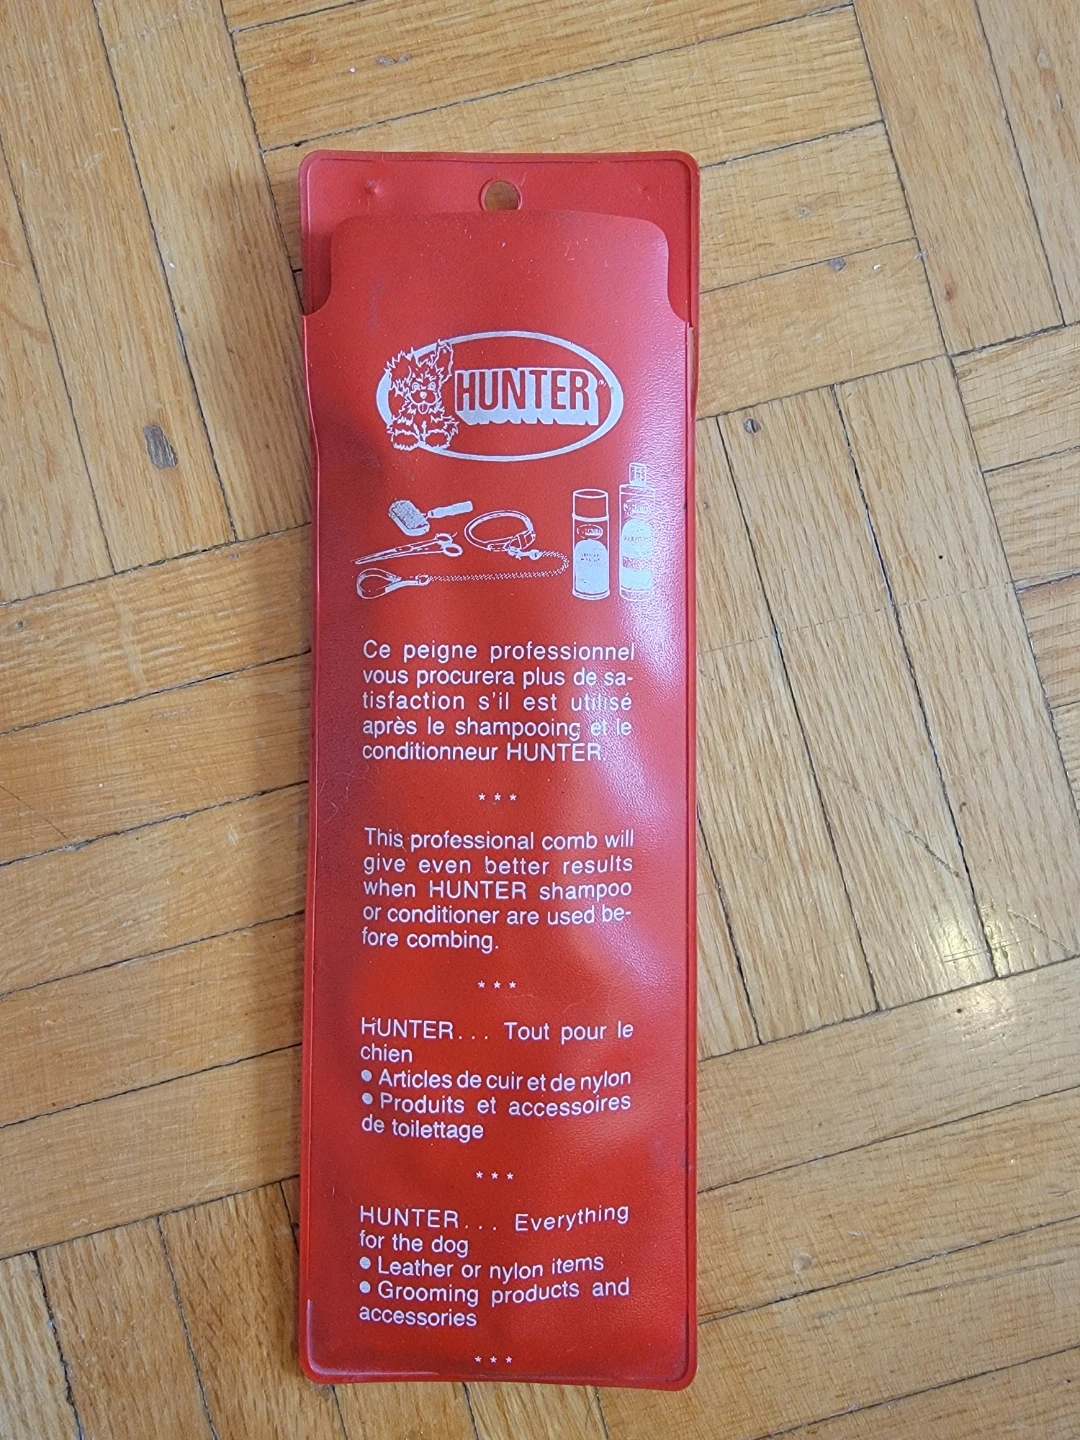 HUNTER®
Ce peigne professionnel
vous procurera plus de sa-
tisfaction s'il est utilisé
après le shampooing et le
conditionneur HUNTER.
* * *
This professional comb will
give even better results
when HUNTER shampoo
or conditioner are used be-
fore combing.
* * *
HUNTER... Tout pour le
chien
● Articles de cuir et de nylon
● Produits et accessoires
de toilettage
* * *
HUNTER... Everything
for the dog
● Leather or nylon items
● Grooming products and
accessories
* * *